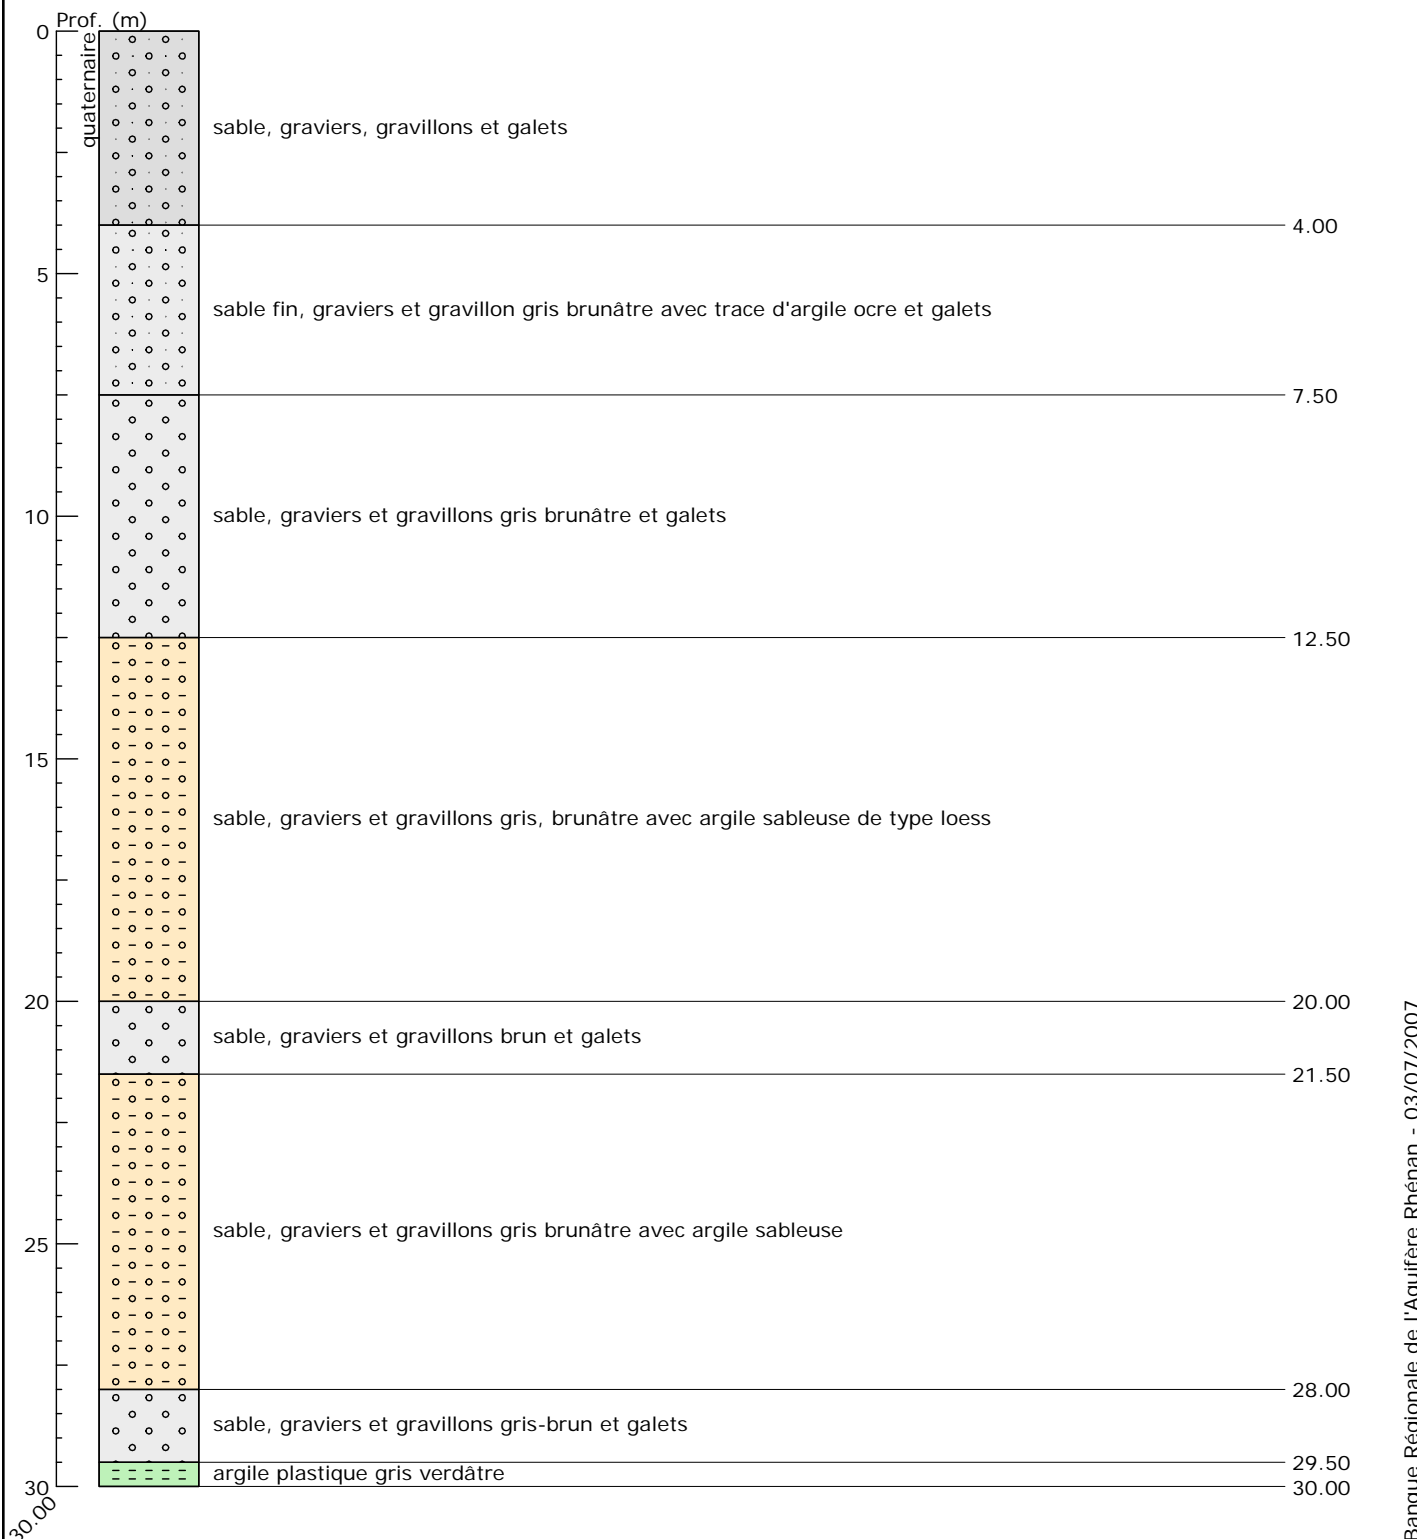 Prof. (m)
0
quaternaire
sable, graviers, gravillons et galets
4.00
5
sable fin, graviers et gravillon gris brunâtre avec trace d'argile ocre et galets
7.50
10
sable, graviers et gravillons gris brunâtre et galets
12.50
15
sable, graviers et gravillons gris, brunâtre avec argile sableuse de type loess
20
20.00
sable, graviers et gravillons brun et galets
21.50
25
sable, graviers et gravillons gris brunâtre avec argile sableuse
28.00
sable, graviers et gravillons gris-brun et galets
29.50
argile plastique gris verdâtre
30
30.00
30.00
Banque Régionale de l'Aquifère Rhénan - 03/07/2007